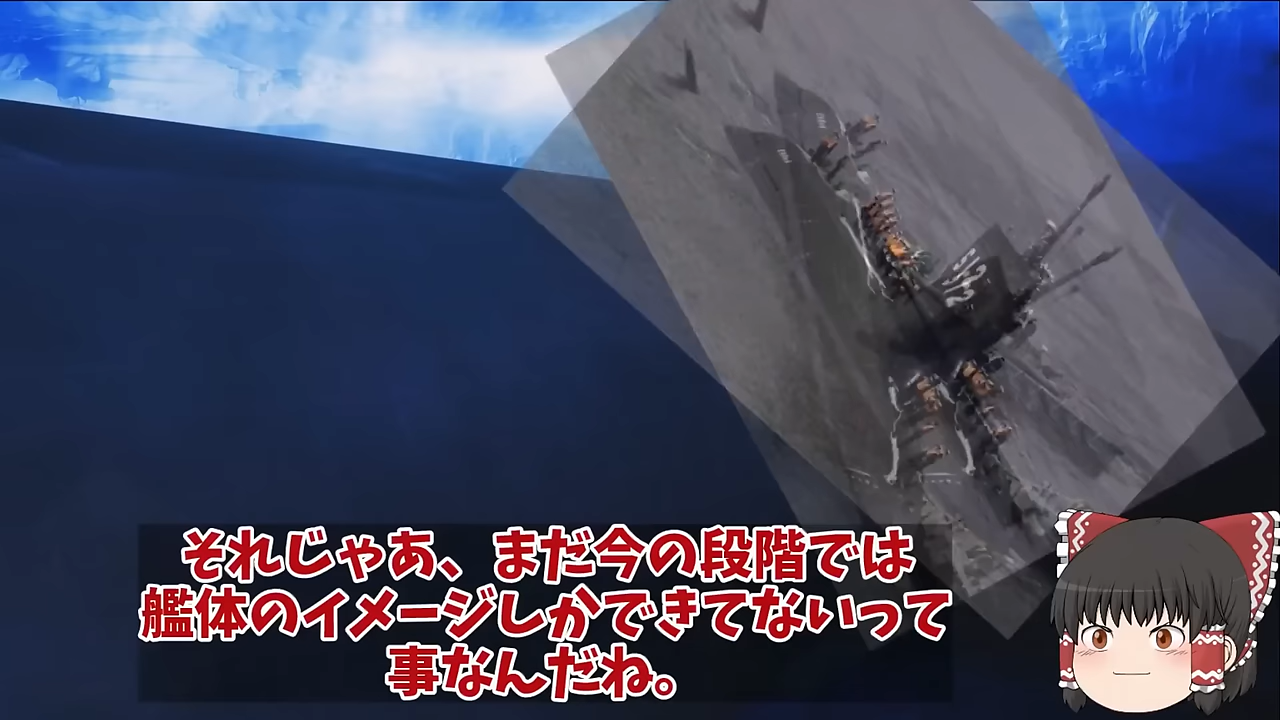 それじゃあ、まだ今の段階では
艦体のイメージしかできてないって
事なんだね。